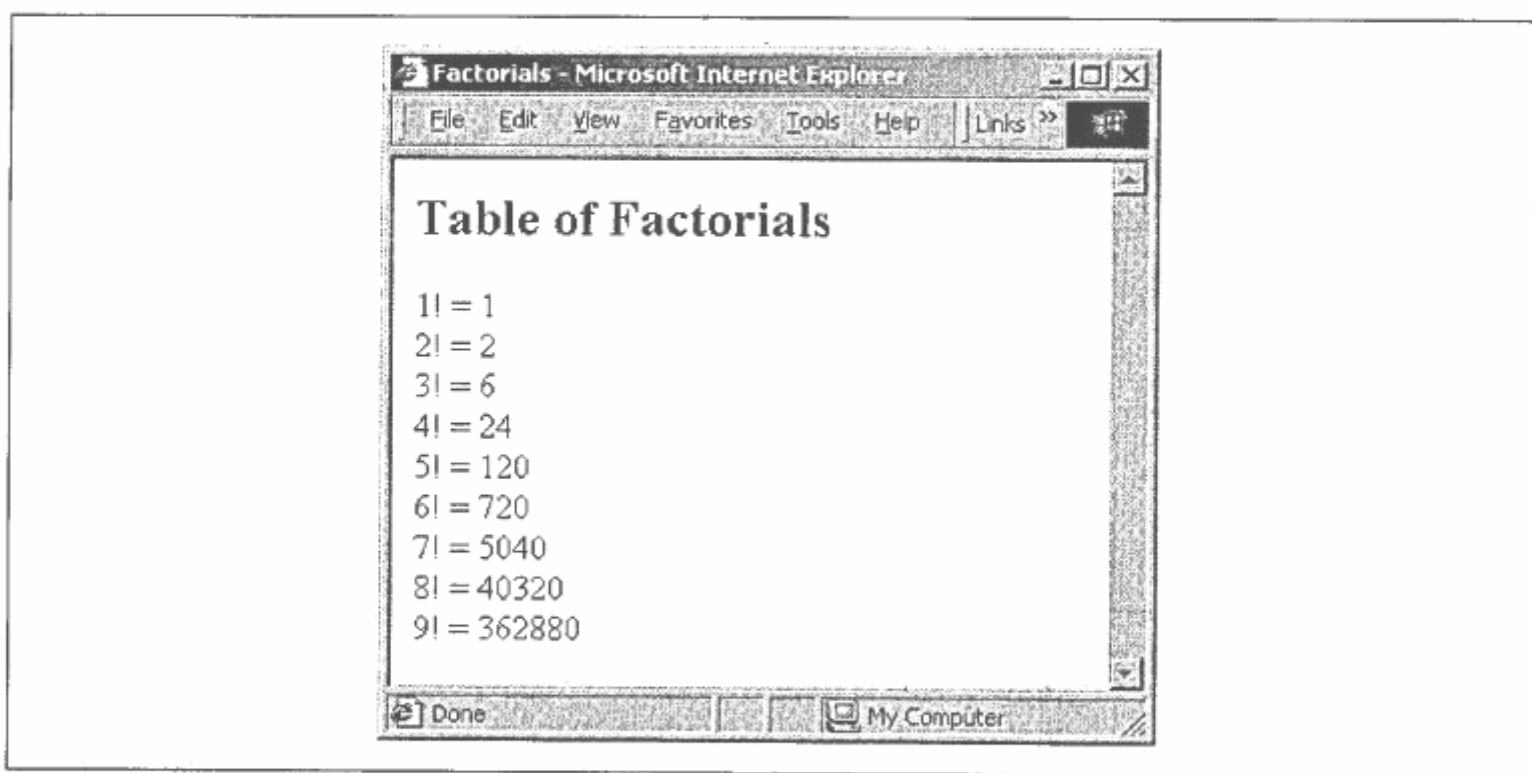 Factorials - Microsoft Internet Explorer
File Edit View Favorites Tools Help Links »
Table of Factorials
1! = 1
2! = 2
3! = 6
4! = 24
5! = 120
6! = 720
7! = 5040
8! = 40320
9! = 362880
Done My Computer